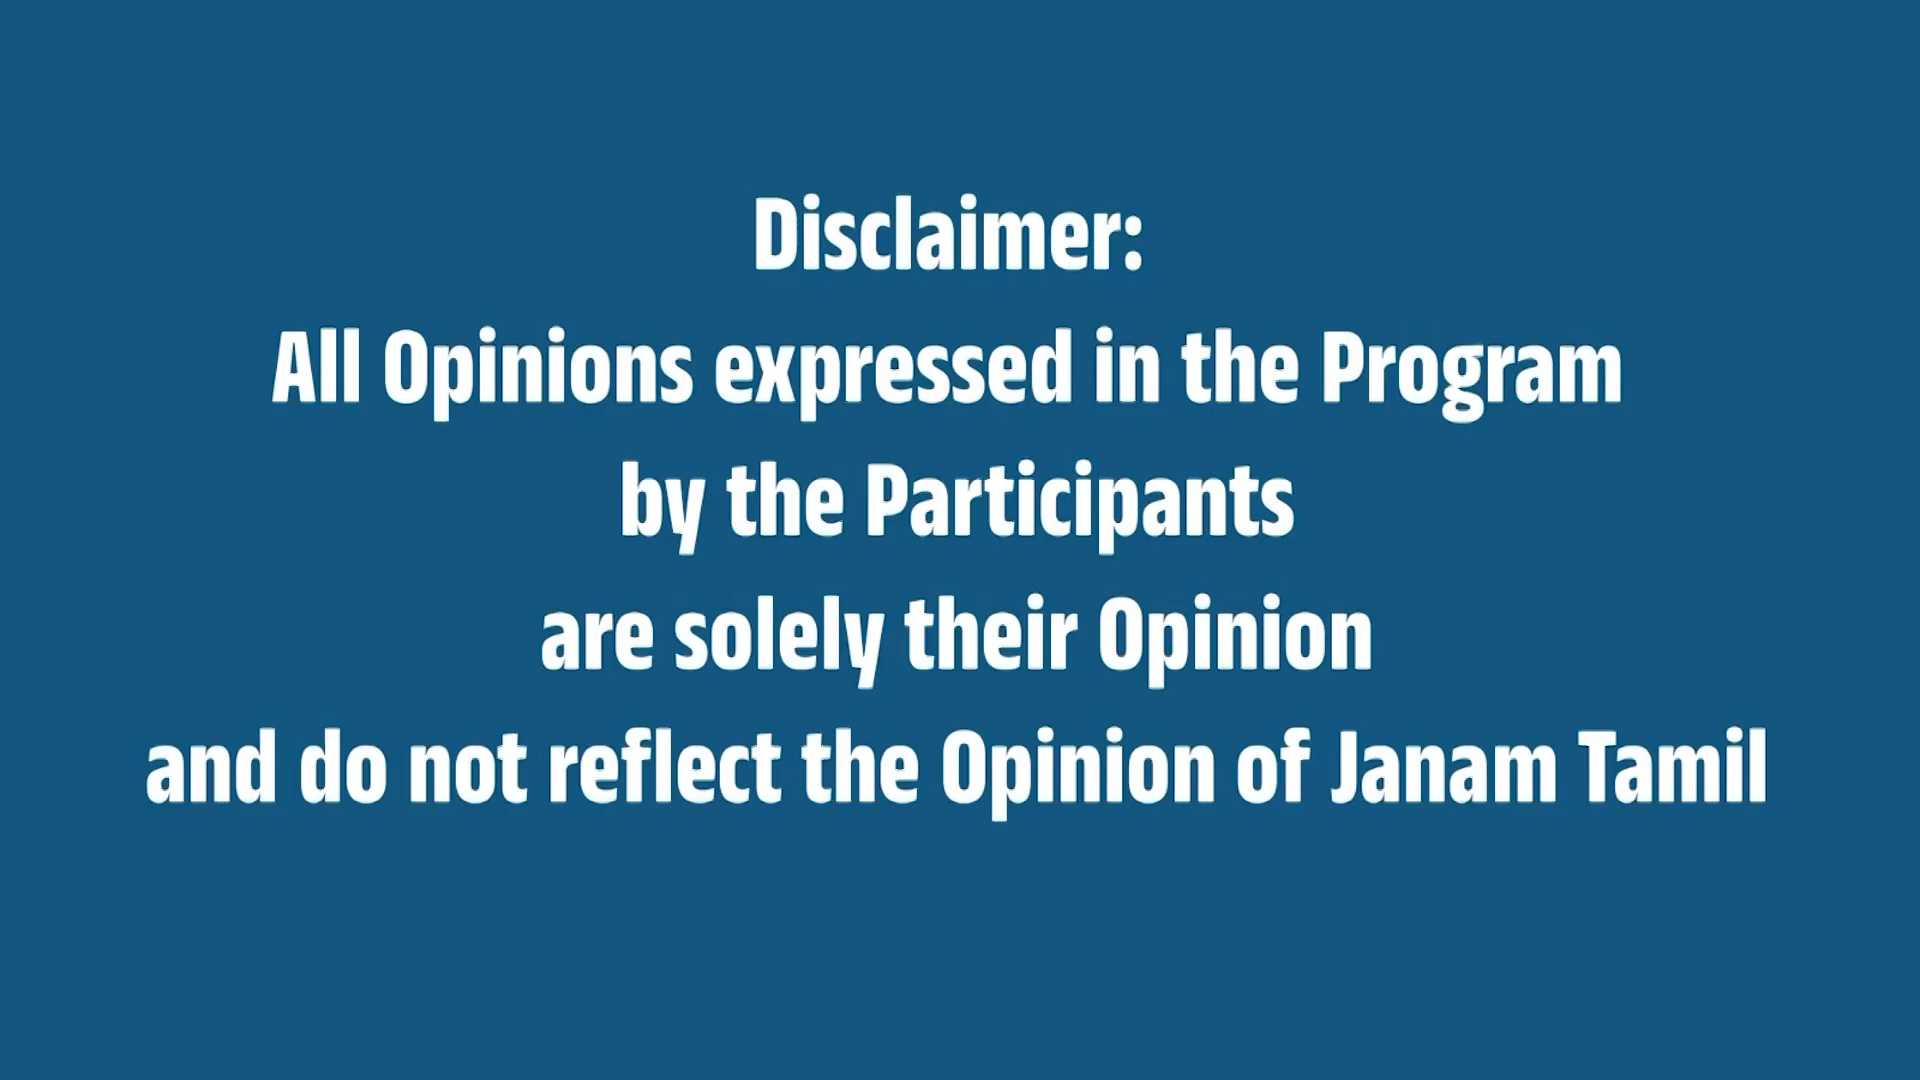 Disclaimer:
All Opinions expressed in the Program
by the Participants
are solely their Opinion
and do not reflect the Opinion of Janam Tamil